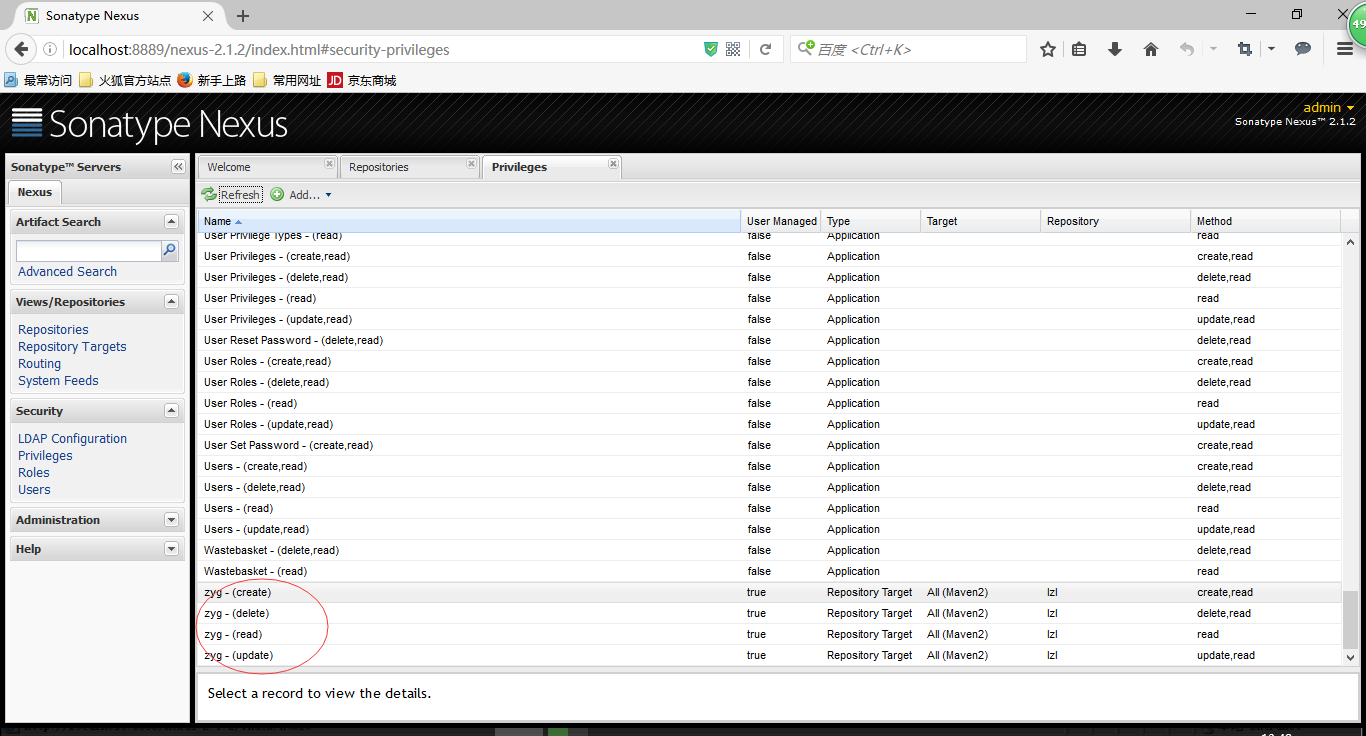 Sonatype Nexus
49
localhost:8889/nexus-2.1.2/index.html#security-privileges
百度 <Ctrl+K>
最常访问 火狐官方站点 新手上路 常用网址 JD 京东商城
Sonatype Nexus
admin
Sonatype Nexus™ 2.1.2
Sonatype™ Servers
Nexus
Artifact Search
Advanced Search
Views/Repositories
Repositories
Repository Targets
Routing
System Feeds
Security
LDAP Configuration
Privileges
Roles
Users
Administration
Help
Welcome Repositories Privileges
Refresh Add...
Name User Managed Type Target Repository Method
User Privilege Types - (read) false Application read
User Privileges - (create,read) false Application create,read
User Privileges - (delete,read) false Application delete,read
User Privileges - (read) false Application read
User Privileges - (update,read) false Application update,read
User Reset Password - (delete,read) false Application delete,read
User Roles - (create,read) false Application create,read
User Roles - (delete,read) false Application delete,read
User Roles - (read) false Application read
User Roles - (update,read) false Application update,read
User Set Password - (create,read) false Application create,read
Users - (create,read) false Application create,read
Users - (delete,read) false Application delete,read
Users - (read) false Application read
Users - (update,read) false Application update,read
Wastebasket - (delete,read) false Application delete,read
Wastebasket - (read) false Application read
zyg - (create) true Repository Target All (Maven2) lzl create,read
zyg - (delete) true Repository Target All (Maven2) lzl delete,read
zyg - (read) true Repository Target All (Maven2) lzl read
zyg - (update) true Repository Target All (Maven2) lzl update,read
Select a record to view the details.